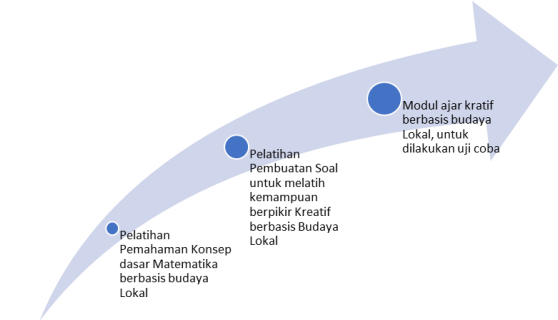 Pelatihan
Pemahaman Konsep
dasar Matematika
berbasis budaya
Lokal
Pelatihan
Pembuatan Soal
untuk melatih
kemampuan
berpikir Kreatif
berbasis Budaya
Lokal
Modul ajar kratif
berbasis budaya
Lokal, untuk
dilakukan uji coba